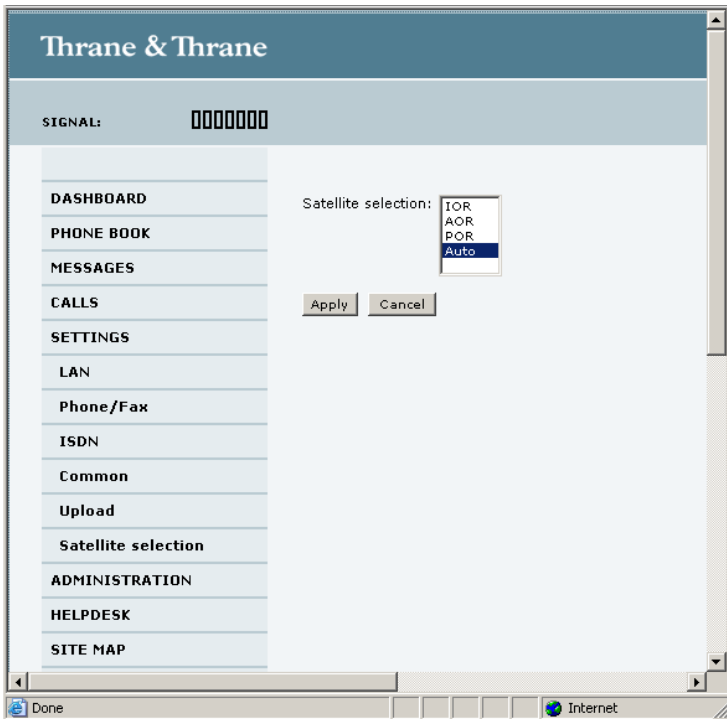 Thrane & Thrane
SIGNAL:
DASHBOARD
PHONE BOOK
MESSAGES
CALLS
SETTINGS
LAN
Phone/Fax
ISDN
Common
Upload
Satellite selection
ADMINISTRATION
HELPDESK
SITE MAP
Satellite selection:
IOR
AOR
POR
Auto
Apply Cancel
Done
Internet